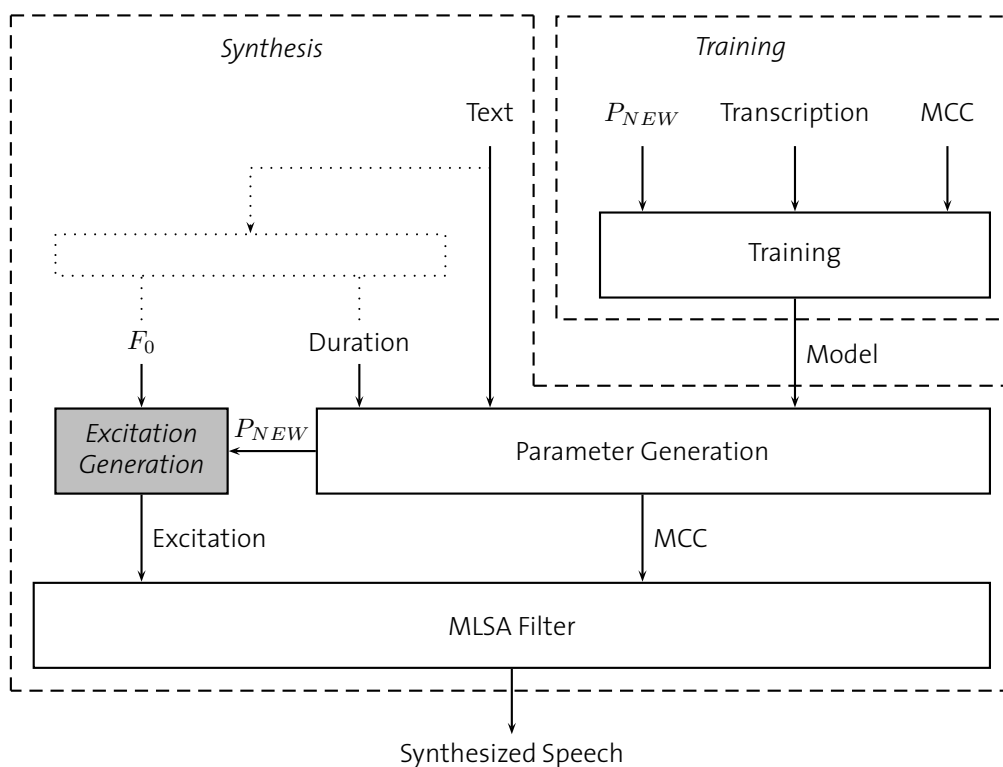 Synthesis
Training
Text
P_NEW
Transcription
MCC
Training
F_0
Duration
Model
Excitation
Generation
P_NEW
Parameter Generation
Excitation
MCC
MLSA Filter
Synthesized Speech